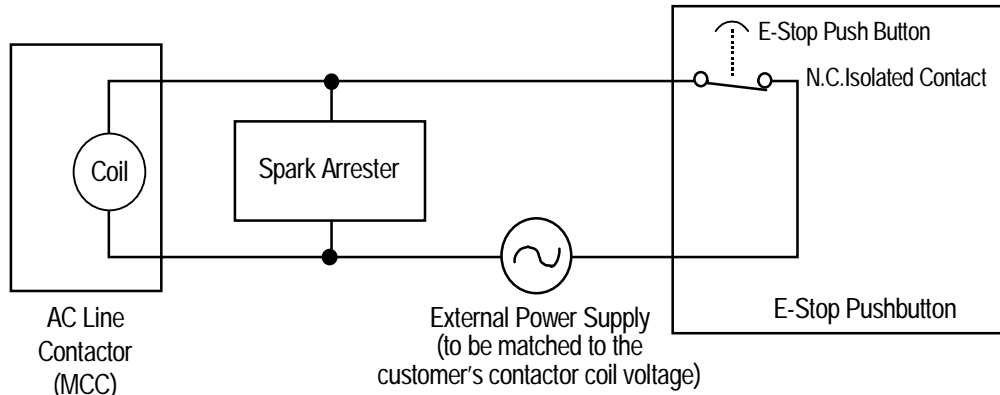 E-Stop Push Button
N.C.Isolated Contact
Coil
Spark Arrester
AC Line
Contactor
(MCC)
External Power Supply
(to be matched to the
customer's contactor coil voltage)
E-Stop Pushbutton